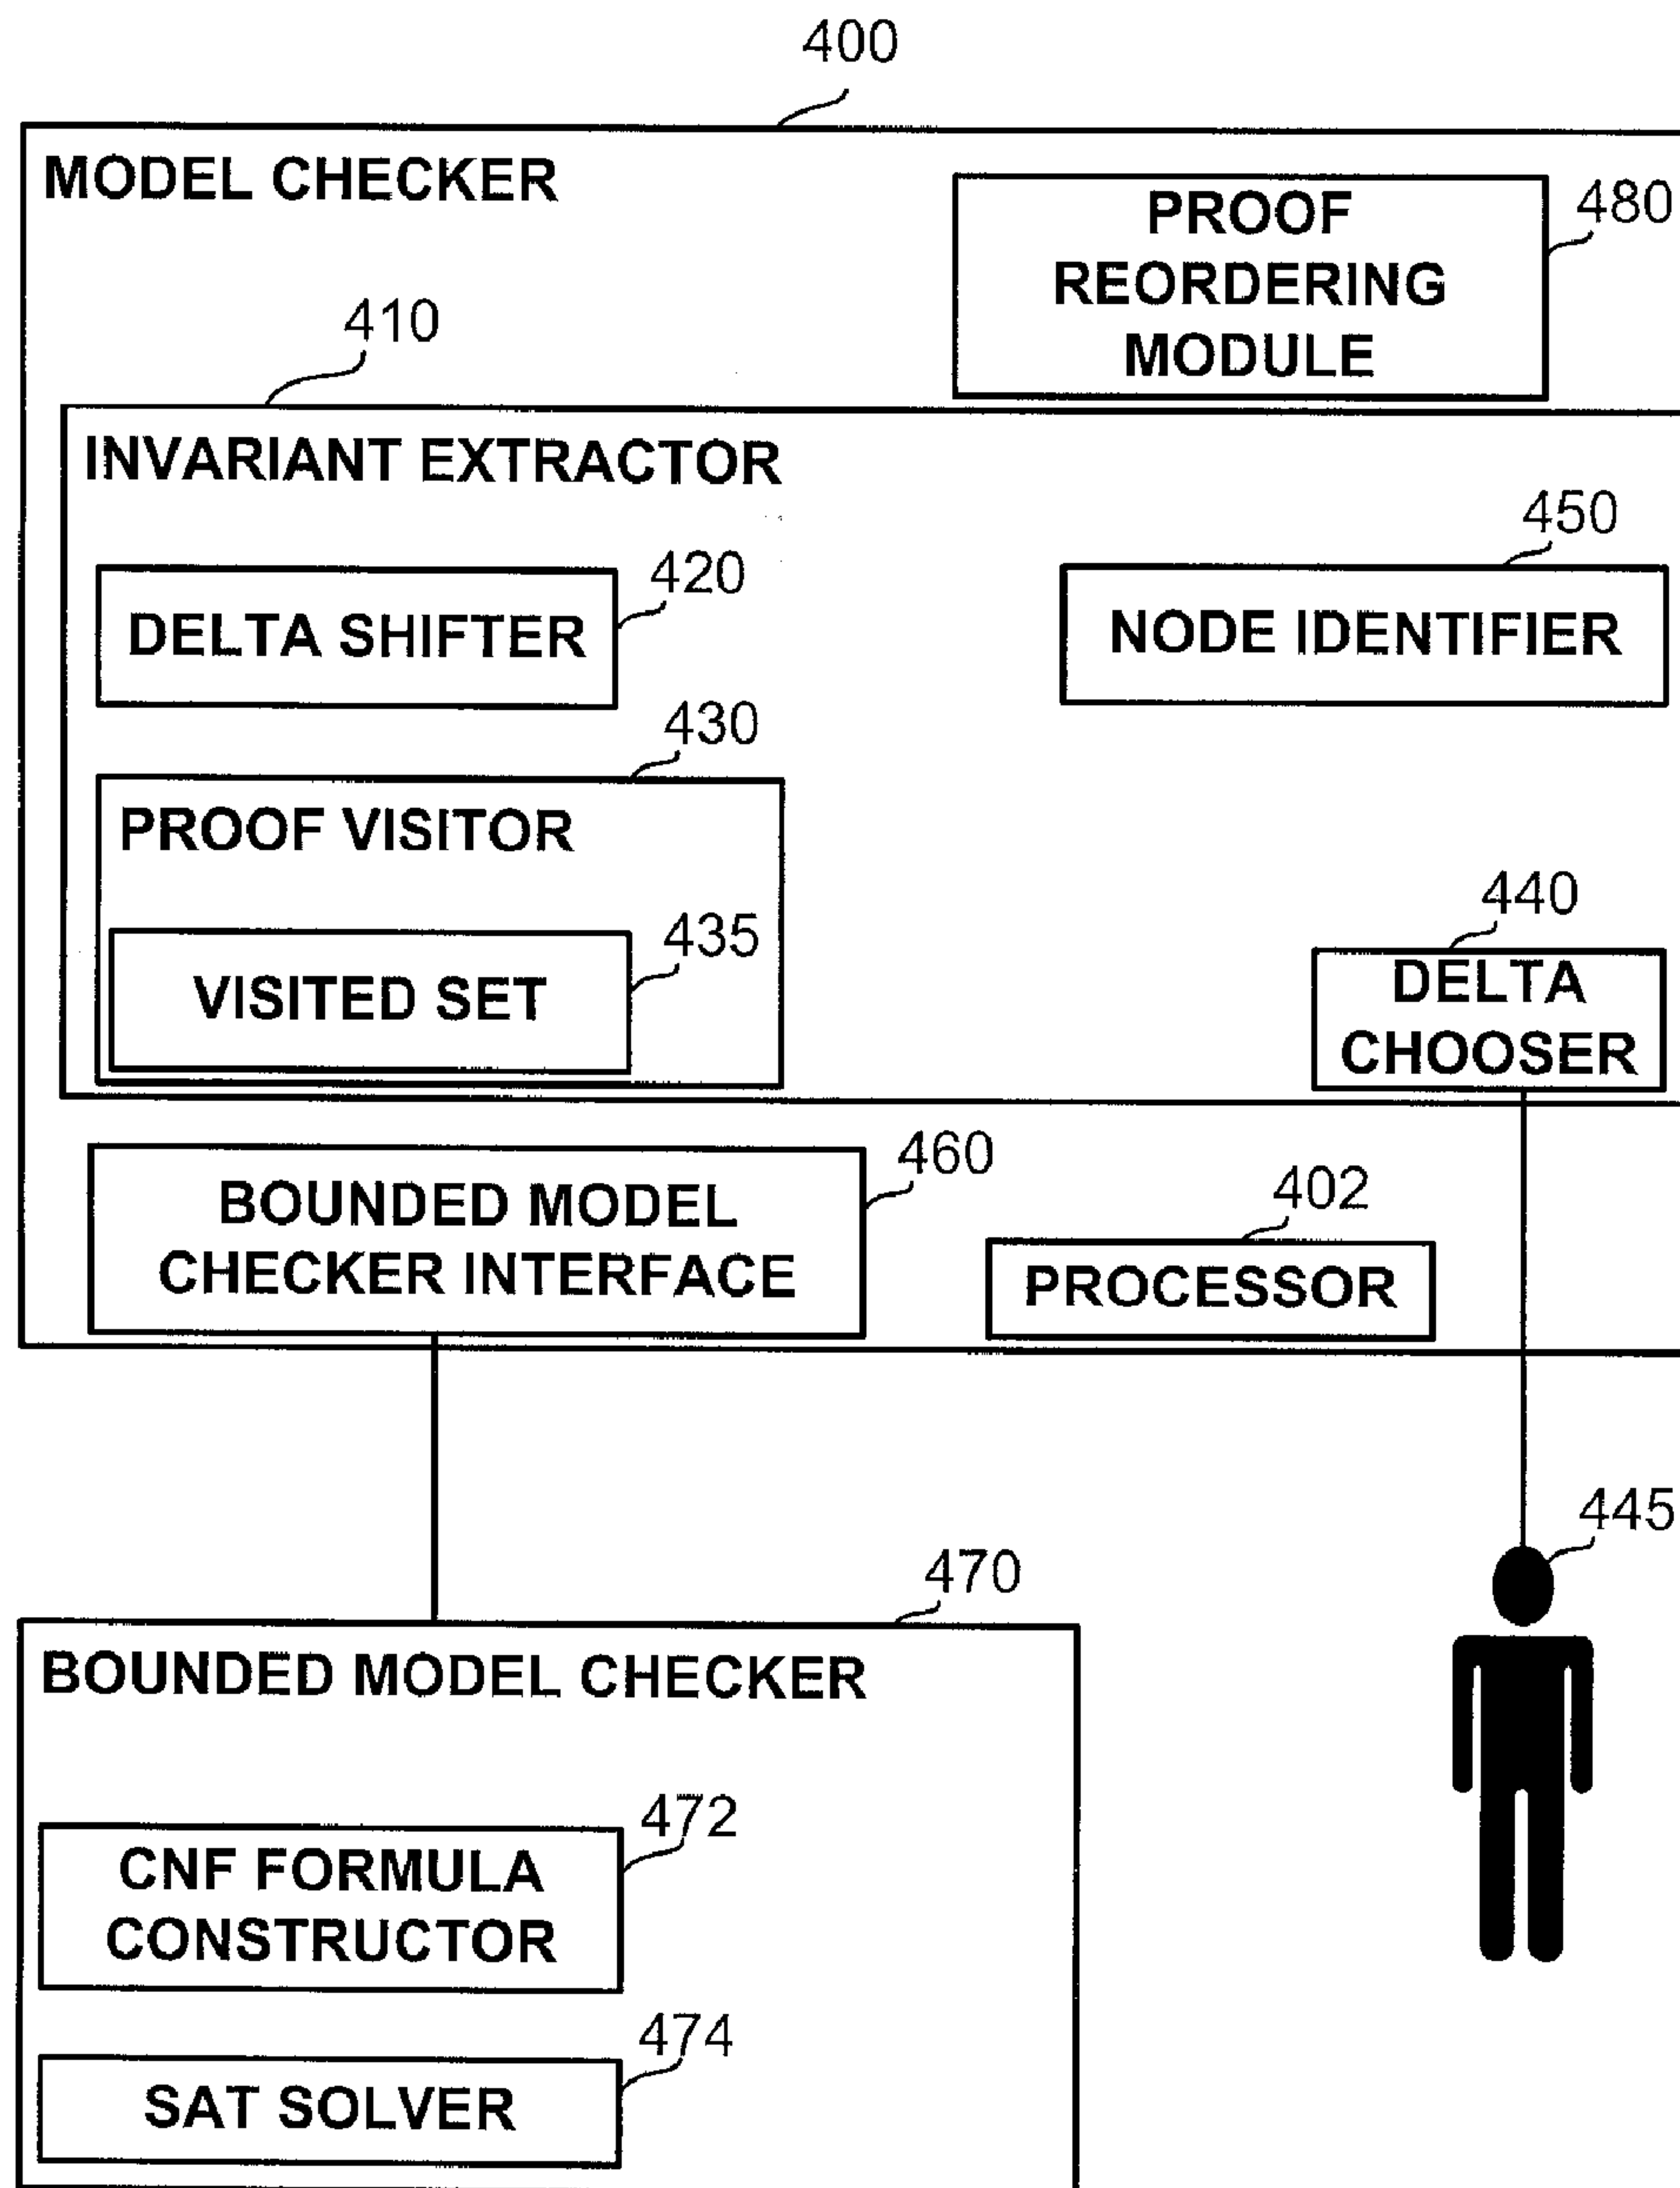 400
MODEL CHECKER
PROOF
REORDERING
MODULE
480
410
INVARIANT EXTRACTOR
450
420
DELTA SHIFTER
NODE IDENTIFIER
430
PROOF VISITOR
440
435
VISITED SET
DELTA
CHOOSER
460
BOUNDED MODEL
CHECKER INTERFACE
402
PROCESSOR
445
470
BOUNDED MODEL CHECKER
472
CNF FORMULA
CONSTRUCTOR
474
SAT SOLVER